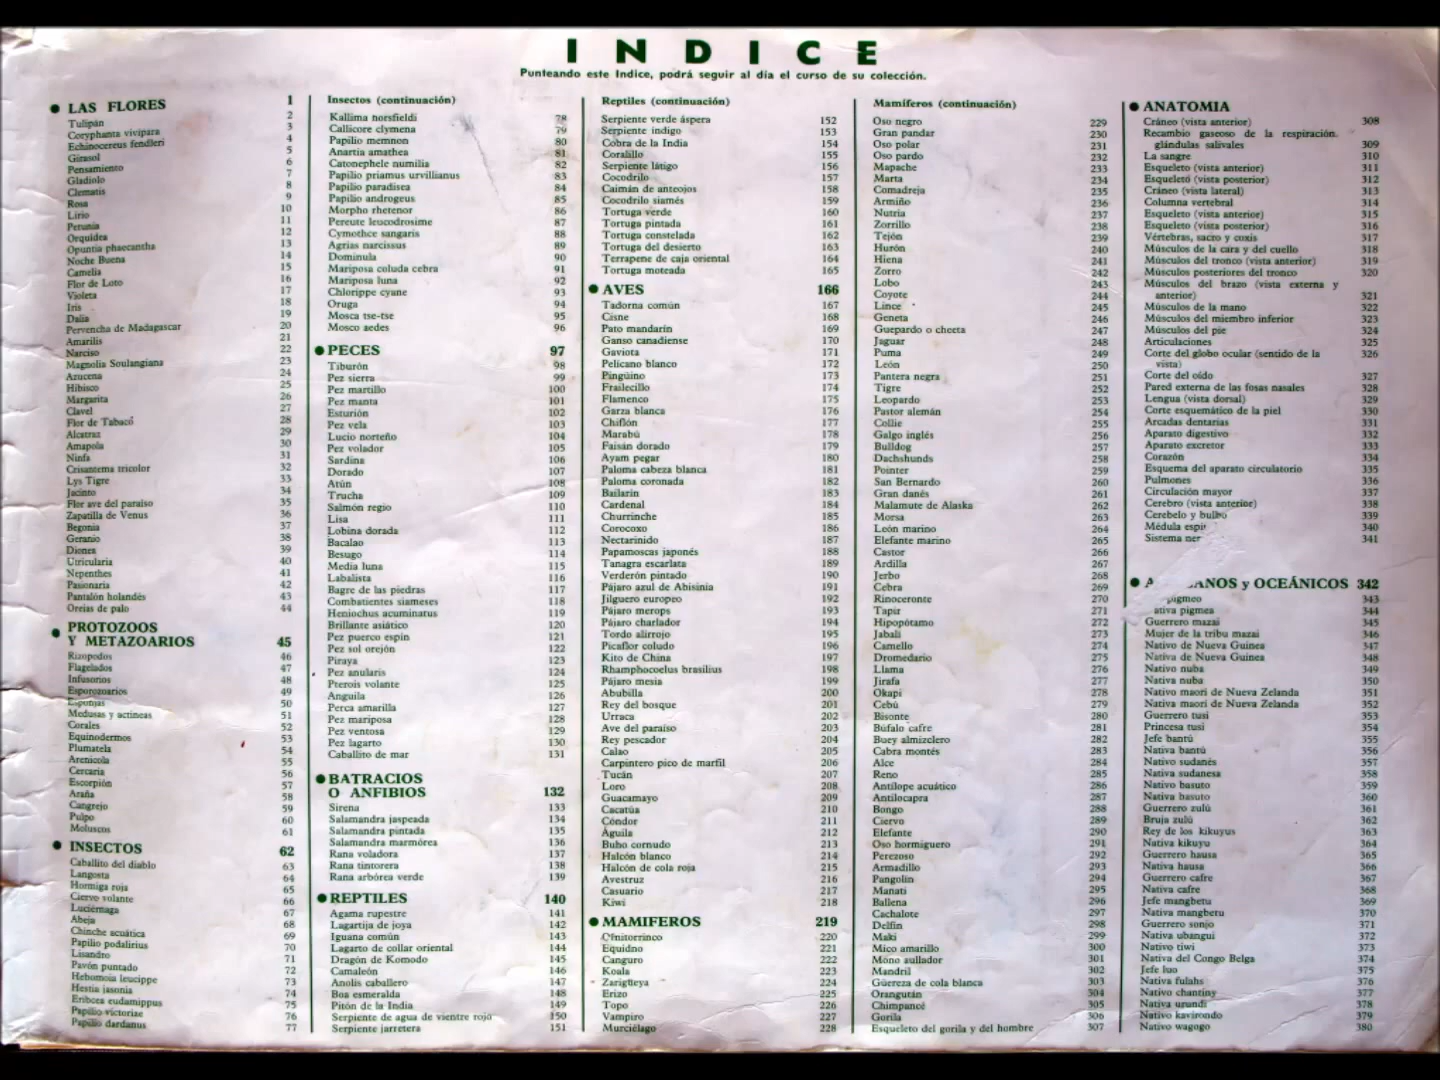 INDICE
Punteando este Indice, podrá seguir al día el curso de su colección.
● LAS FLORES 1
Tulipán 2
Coryphanta vivipara 3
Echinocereus fendleri 4
Girasol 5
Pensamiento 6
Gladiolo 7
Clematis 8
Rosa 9
Lirio 10
Petunia 11
Orquídea 12
Opuntia phaecantha 13
Noche Buena 14
Camelia 15
Flor de Loto 16
Violeta 17
Iris 18
Dalia 19
Pervencha de Madagascar 20
Amarilis 21
Narciso 22
Magnolia Soulangiana 23
Azucena 24
Hibisco 25
Margarita 26
Clavel 27
Flor de Tabaco 28
Alcatraz 29
Amapola 30
Ninfa 31
Crisantema tricolor 32
Lys Tigre 33
Jacinto 34
Flor ave del paraíso 35
Zapatilla de Venus 36
Begonia 37
Geranio 38
Dionea 39
Utricularia 40
Nepenthes 41
Pasionaria 42
Pantalón holandés 43
Orejas de palo 44
● PROTOZOOS
Y METAZOARIOS 45
Rizopodos 46
Flagelados 47
Infusorios 48
Esporozoarios 49
Esponjas 50
Medusas y actineas 51
Corales 52
Equinodermos 53
Plumatela 54
Arenicola 55
Cercaria 56
Escorpión 57
Araña 58
Cangrejo 59
Pulpo 60
Moluscos 61
● INSECTOS 62
Caballito del diablo 63
Langosta 64
Hormiga roja 65
Ciervo volante 66
Luciérnaga 67
Abeja 68
Chinche acuática 69
Papilio podalirius 70
Lisandro 71
Pavón puntado 72
Hebomoia leucippe 73
Hestia jasonia 74
Eribcea eudamippus 75
Papilio victoriae 76
Papilio dardanus 77
Insectos (continuación)
Kallima horsfieldi 78
Callicore clymena 79
Papilio memnon 80
Anartia amathea 81
Catonephele numilia 82
Papilio priamus urvillianus 83
Papilio paradisea 84
Papilio androgeus 85
Morpho rhetenor 86
Pereute leucodrosime 87
Cymothce sangaris 88
Agrias narcissus 89
Dominula 90
Mariposa coluda cebra 91
Mariposa luna 92
Chlorippe cyane 93
Oruga 94
Mosca tse-tse 95
Mosco aedes 96
● PECES 97
Tiburón 98
Pez sierra 99
Pez martillo 100
Pez manta 101
Esturión 102
Pez vela 103
Lucio norteño 104
Pez volador 105
Sardina 106
Dorado 107
Atún 108
Trucha 109
Salmón regio 110
Lisa 111
Lobina dorada 112
Bacalao 113
Besugo 114
Media luna 115
Labalista 116
Bagre de las piedras 117
Combatientes siameses 118
Heniochus acuminatus 119
Brillante asiático 120
Pez puerco espín 121
Pez sol orejón 122
Piraya 123
Pez anularis 124
Pterois volante 125
Anguila 126
Perca amarilla 127
Pez mariposa 128
Pez ventosa 129
Pez lagarto 130
Caballito de mar 131
● BATRACIOS
O ANFIBIOS 132
Sirena 133
Salamandra jaspeada 134
Salamandra pintada 135
Salamandra marmórea 136
Rana voladora 137
Rana tintorera 138
Rana arbórea verde 139
● REPTILES 140
Agama rupestre 141
Lagartija de joya 142
Iguana común 143
Lagarto de collar oriental 144
Dragón de Komodo 145
Camaleón 146
Anolis caballero 147
Boa esmeralda 148
Pitón de la India 149
Serpiente de agua de vientre rojo 150
Serpiente jarretera 151
Reptiles (continuación)
Serpiente verde áspera 152
Serpiente índigo 153
Cobra de la India 154
Coralillo 155
Serpiente látigo 156
Cocodrilo 157
Caimán de anteojos 158
Cocodrilo siamés 159
Tortuga verde 160
Tortuga pintada 161
Tortuga constelada 162
Tortuga del desierto 163
Terrapene de caja oriental 164
Tortuga moteada 165
● AVES 166
Tadorna común 167
Cisne 168
Pato mandarín 169
Ganso canadiense 170
Gaviota 171
Pelícano blanco 172
Pingüino 173
Frailecillo 174
Flamenco 175
Garza blanca 176
Chiflón 177
Marabú 178
Faisán dorado 179
Ayam pegar 180
Paloma cabeza blanca 181
Paloma coronada 182
Bailarín 183
Cardenal 184
Churrinche 185
Corocoxo 186
Nectarinido 187
Papamoscas japonés 188
Tanagra escarlata 189
Verderón pintado 190
Pájaro azul de Abisinia 191
Jilguero europeo 192
Pájaro merops 193
Pájaro charlador 194
Tordo alirrojo 195
Picaflor coludo 196
Kito de China 197
Rhamphocoelus brasilius 198
Pájaro mesia 199
Abubilla 200
Rey del bosque 201
Urraca 202
Ave del paraíso 203
Rey pescador 204
Calao 205
Carpintero pico de marfil 206
Tucán 207
Loro 208
Guacamayo 209
Cacatúa 210
Cóndor 211
Águila 212
Buho cornudo 213
Halcón blanco 214
Halcón de cola roja 215
Avestruz 216
Casuario 217
Kiwi 218
● MAMIFEROS 219
Ornitorrinco 220
Equidno 221
Canguro 222
Koala 223
Zarigüeya 224
Erizo 225
Topo 226
Vampiro 227
Murciélago 228
Mamíferos (continuación)
Oso negro 229
Gran pandar 230
Oso polar 231
Oso pardo 232
Mapache 233
Marta 234
Comadreja 235
Armiño 236
Nutria 237
Zorrillo 238
Tejón 239
Hurón 240
Hiena 241
Zorro 242
Lobo 243
Coyote 244
Lince 245
Geneta 246
Guepardo o cheeta 247
Jaguar 248
Puma 249
León 250
Pantera negra 251
Tigre 252
Leopardo 253
Pastor alemán 254
Collie 255
Galgo inglés 256
Bulldog 257
Dachshunds 258
Pointer 259
San Bernardo 260
Gran danés 261
Malamute de Alaska 262
Morsa 263
León marino 264
Elefante marino 265
Castor 266
Ardilla 267
Jerbo 268
Cebra 269
Rinoceronte 270
Tapir 271
Hipopótamo 272
Jabalí 273
Camello 274
Dromedario 275
Llama 276
Jirafa 277
Okapi 278
Cebú 279
Bisonte 280
Búfalo cafre 281
Buey almizclero 282
Cabra montés 283
Alce 284
Reno 285
Antílope acuático 286
Antilocapra 287
Bongo 288
Ciervo 289
Elefante 290
Oso hormiguero 291
Perezoso 292
Armadillo 293
Pangolín 294
Manatí 295
Ballena 296
Cachalote 297
Delfín 298
Maki 299
Mico amarillo 300
Mono aullador 301
Mandril 302
Güereza de cola blanca 303
Orangután 304
Chimpancé 305
Gorila 306
Esqueleto del gorila y del hombre 307
● ANATOMIA
Cráneo (vista anterior) 308
Recambio gaseoso de la respiración.
glándulas salivales 309
La sangre 310
Esqueleto (vista anterior) 311
Esqueleto (vista posterior) 312
Cráneo (vista lateral) 313
Columna vertebral 314
Esqueleto (vista anterior) 315
Esqueleto (vista posterior) 316
Vértebras, sacro y coxis 317
Músculos de la cara y del cuello 318
Músculos del tronco (vista anterior) 319
Músculos posteriores del tronco 320
Músculos del brazo (vista externa y
anterior) 321
Músculos de la mano 322
Músculos del miembro inferior 323
Músculos del pie 324
Articulaciones 325
Corte del globo ocular (sentido de la 326
vista)
Corte del oído 327
Pared externa de las fosas nasales 328
Lengua (vista dorsal) 329
Corte esquemático de la piel 330
Arcadas dentarias 331
Aparato digestivo 332
Aparato excretor 333
Corazón 334
Esquema del aparato circulatorio 335
Pulmones 336
Circulación mayor 337
Cerebro (vista anterior) 338
Cerebelo y bulbo 339
Médula espi 340
Sistema ner 341
● A ANOS y OCEÁNICOS 342
pigmeo 343
ativa pigmea 344
Guerrero mazai 345
Mujer de la tribu mazai 346
Nativo de Nueva Guinea 347
Nativa de Nueva Guinea 348
Nativo nuba 349
Nativa nuba 350
Nativo maori de Nueva Zelanda 351
Nativa maori de Nueva Zelanda 352
Guerrero tusi 353
Princesa tusi 354
Jefe bantú 355
Nativa bantú 356
Nativo sudanés 357
Nativa sudanesa 358
Nativo basuto 359
Nativa basuto 360
Guerrero zulú 361
Bruja zulú 362
Rey de los kikuyus 363
Nativa kikuyu 364
Guerrero hausa 365
Nativa hausa 366
Guerrero cafre 367
Nativa cafre 368
Jefe mangbetu 369
Nativa mangbetu 370
Guerrero sonjo 371
Nativa ubangui 372
Nativo tiwi 373
Nativa del Congo Belga 374
Jefe luo 375
Nativa fulahs 376
Nativo chantiny 377
Nativa urundi 378
Nativo kavirondo 379
Nativo wagogo 380